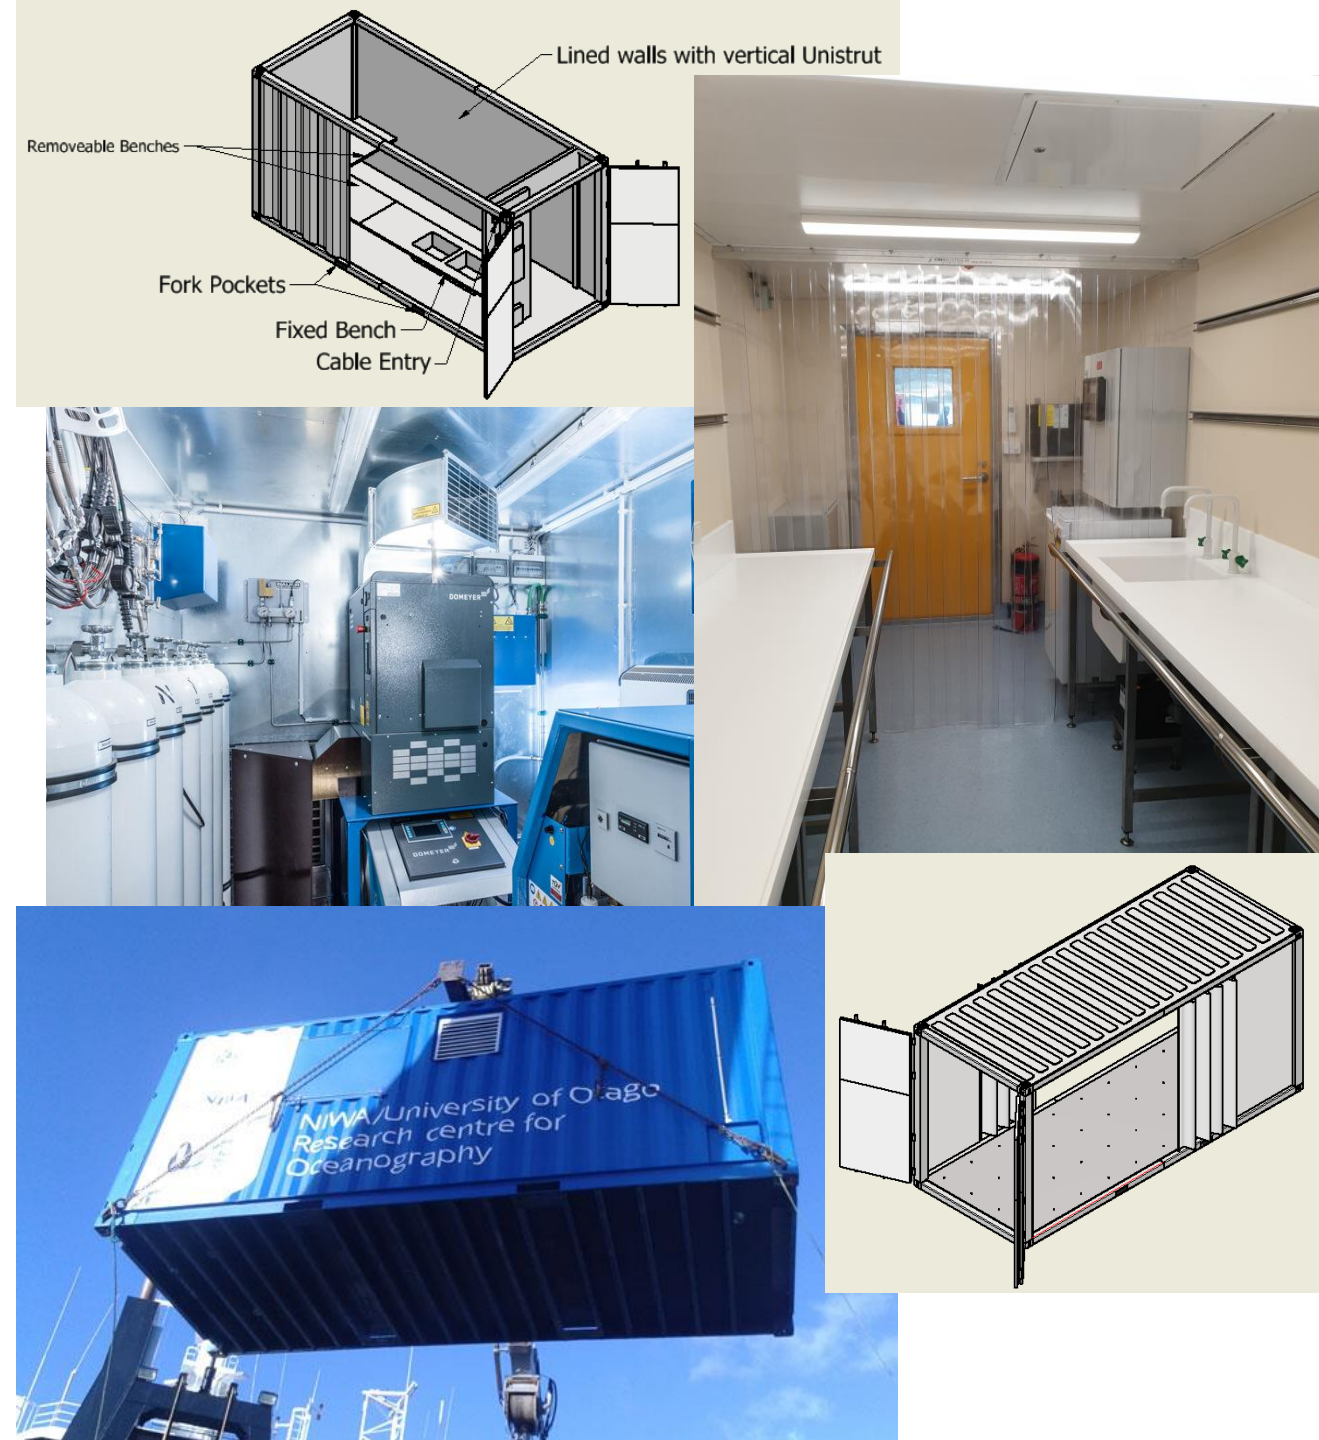 Lined walls with vertical Unistrut
Removeable Benches
Fork Pockets
Fixed Bench
Cable Entry
DOMEYER
DOMEYER
NIWA
NIWA/University of Otago
Research centre for
Oceanography